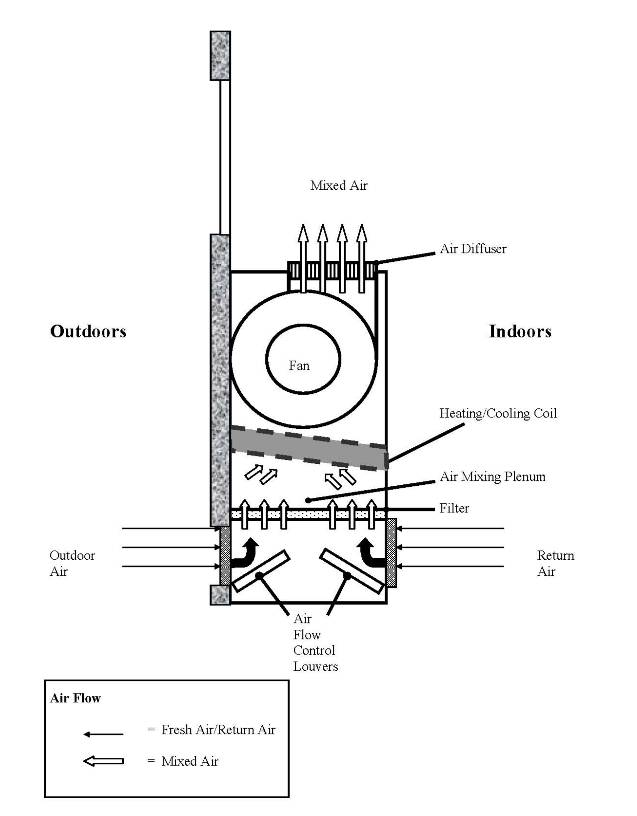 Mixed Air
Air Diffuser
Outdoors
Indoors
Fan
Heating/Cooling Coil
Air Mixing Plenum
Filter
Outdoor
Air
Return
Air
Air
Flow
Control
Louvers
Air Flow
= Fresh Air/Return Air
= Mixed Air